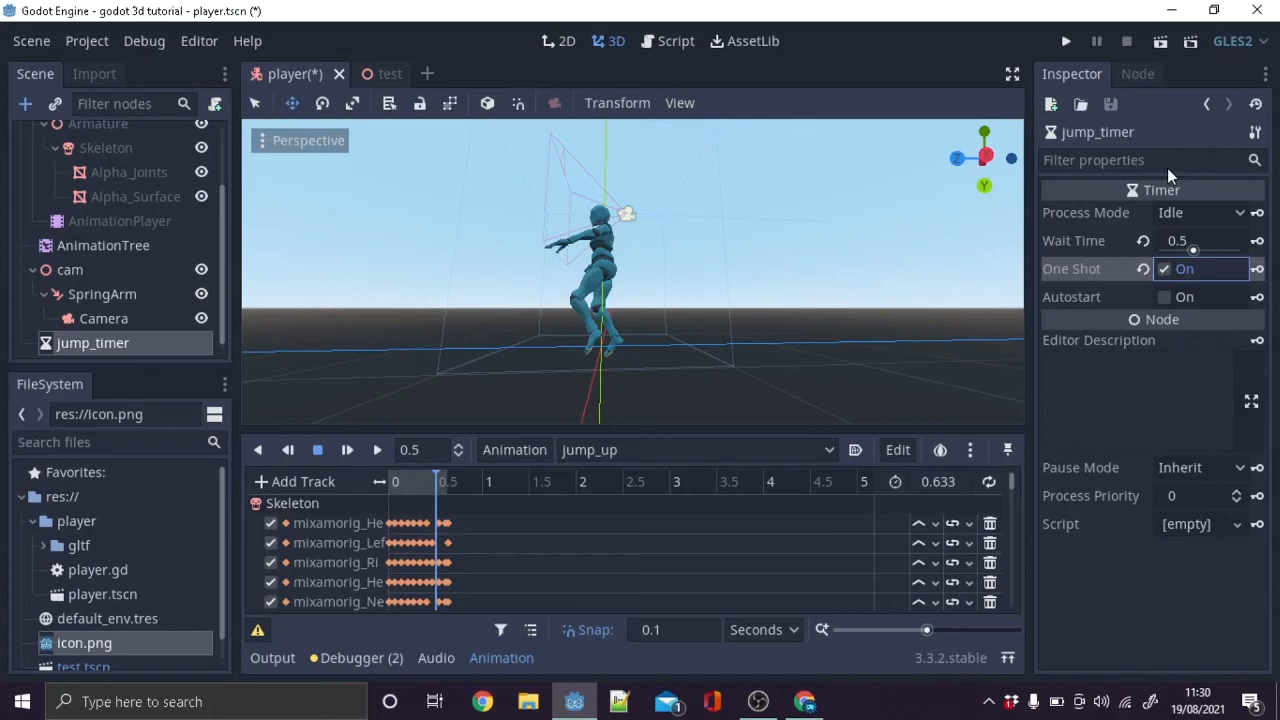 Godot Engine - godot 3d tutorial - player.tscn (*)
Scene Project Debug Editor Help
2D 3D Script AssetLib
GLES2
Scene Import
Filter nodes
Armature
Skeleton
Alpha_Joints
Alpha_Surface
AnimationPlayer
AnimationTree
cam
SpringArm
Camera
jump_timer
FileSystem
res://icon.png
Search files
Favorites:
res://
player
gltf
player.gd
player.tscn
default_env.tres
icon.png
test.tscn
player(*) test
Transform View
Perspective
Z
Y
0.5 Animation jump_up Edit
Add Track 0 0.5 1 1.5 2 2.5 3 3.5 4 4.5 5 0.633
Skeleton
mixamorig_He
mixamorig_Lef
mixamorig_Ri
mixamorig_He
mixamorig_Ne
Snap: 0.1 Seconds
Output Debugger (2) Audio Animation 3.3.2.stable
Inspector Node
jump_timer
Filter properties
Timer
Process Mode Idle
Wait Time 0.5
One Shot On
Autostart On
Node
Editor Description
Pause Mode Inherit
Process Priority 0
Script [empty]
Type here to search
1
11:30
19/08/2021
5